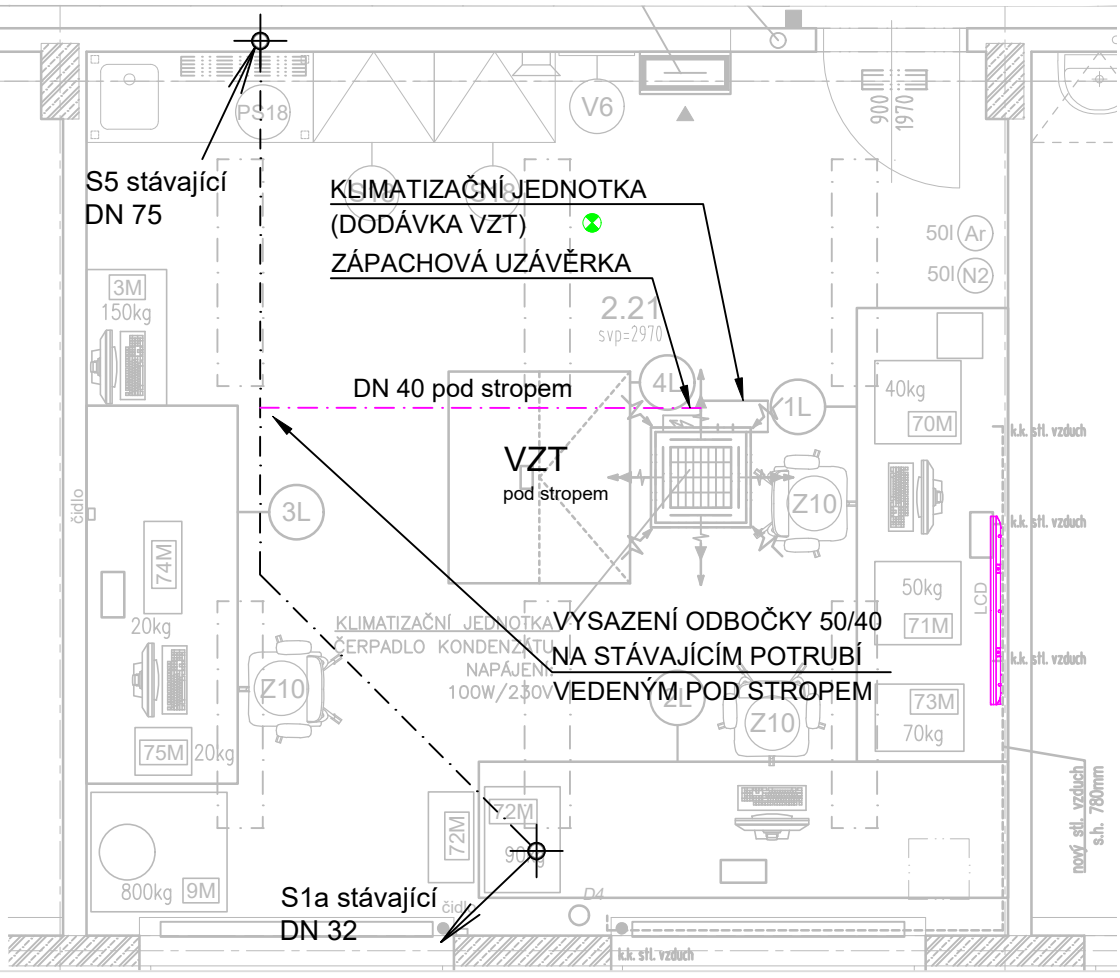 PS18
V6
900
1970
S5 stávající
DN 75
KLIMATIZAČNÍ JEDNOTKA
(DODÁVKA VZT)
ZÁPACHOVÁ UZÁVĚRKA
50l Ar
50l N2
3M
150kg
2.21
svp=2970
DN 40 pod stropem
4L
1L
40kg
70M
k.k. stl. vzduch
VZT
pod stropem
čidlo
3L
Z10
k.k. stl. vzduch
74M
20kg
50kg
71M
LCD
KLIMATIZAČNÍ JEDNOTKA
ČERPADLO KONDENZÁTU
NAPÁJENÍ
100W/230V
VYSAZENÍ ODBOČKY 50/40
NA STÁVAJÍCÍM POTRUBÍ
VEDENÝM POD STROPEM
k.k. stl. vzduch
Z10
2L
Z10
73M
70kg
75M
20kg
nový stl. vzduch
s.h. 780mm
72M
72M
90kg
800kg
9M
S1a stávající
DN 32
čidlo
D4
k.k. stl. vzduch